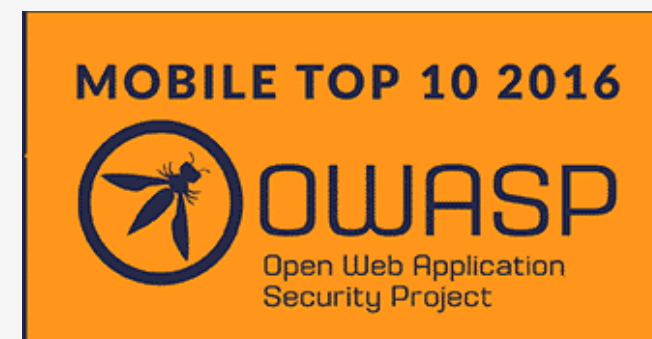 MOBILE TOP 10 2016
OWASP
Open Web Application
Security Project